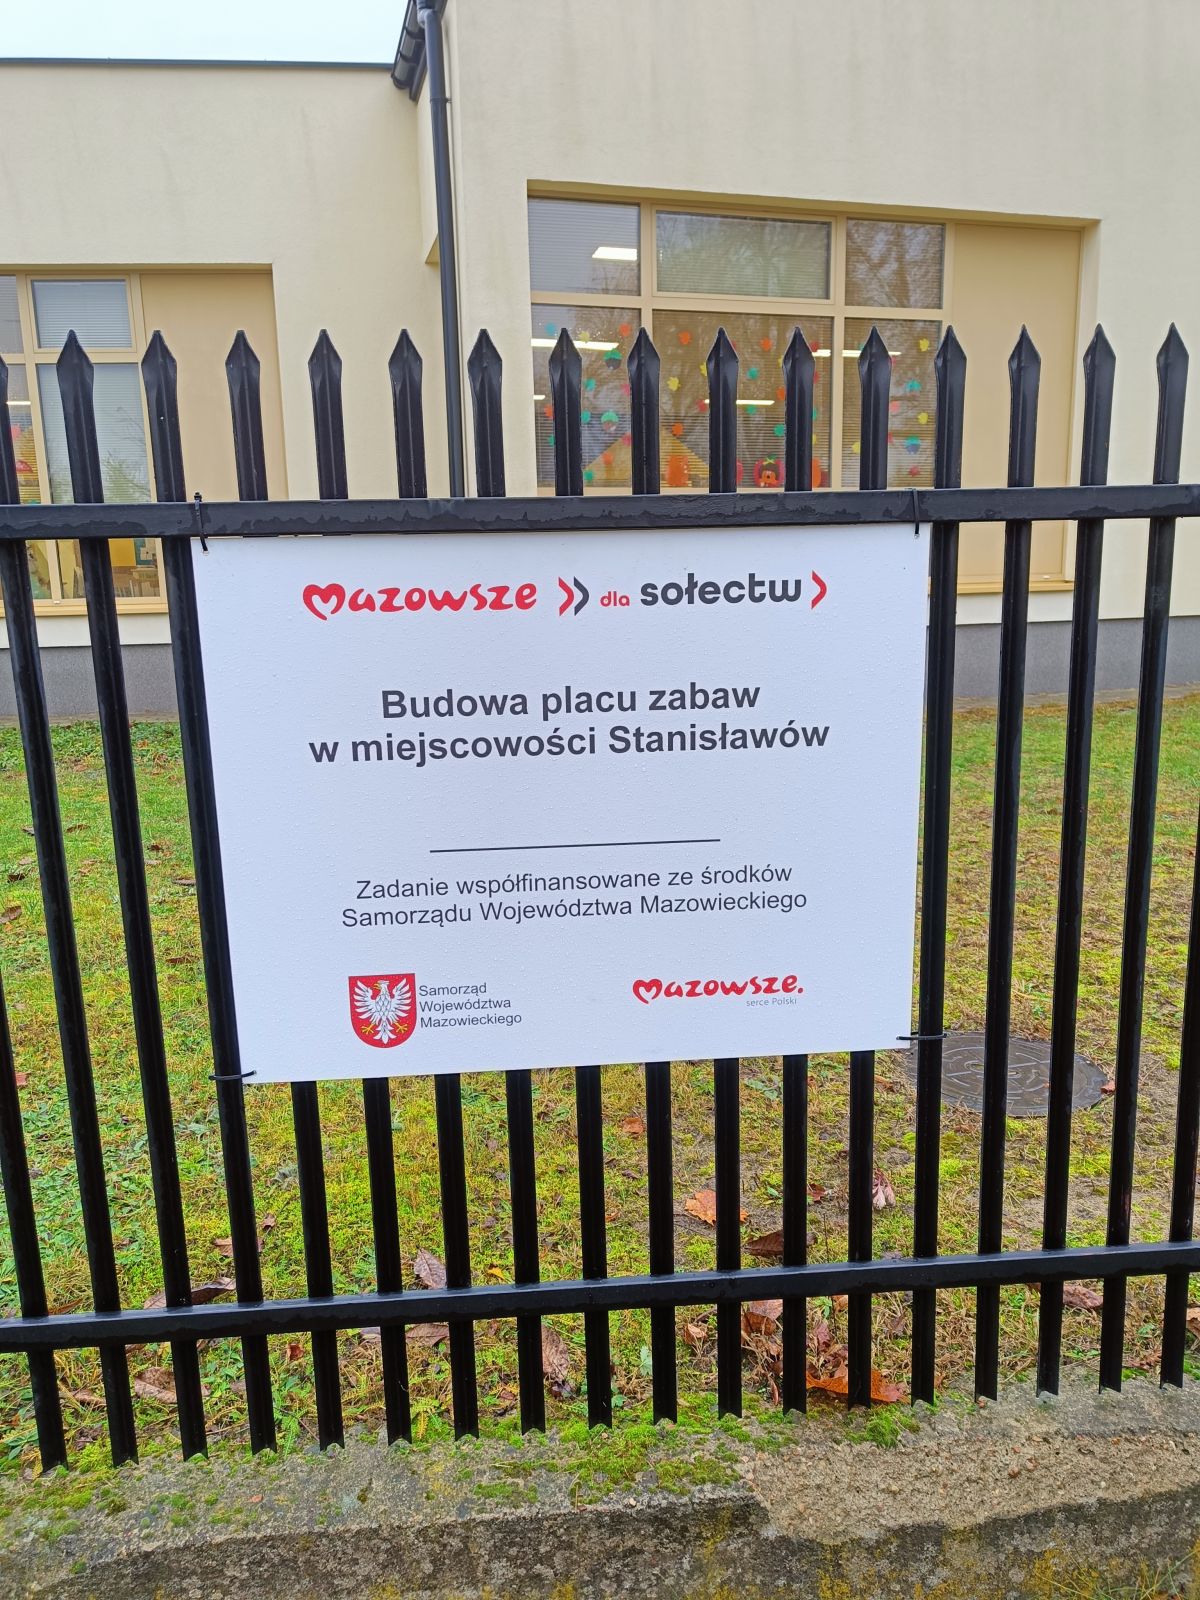 mazowsze dla sołectw
Budowa placu zabaw
w miejscowości Stanisławów
Zadanie współfinansowane ze środków
Samorządu Województwa Mazowieckiego
Samorząd
Województwa
Mazowieckiego
mazowsze.
serce Polski